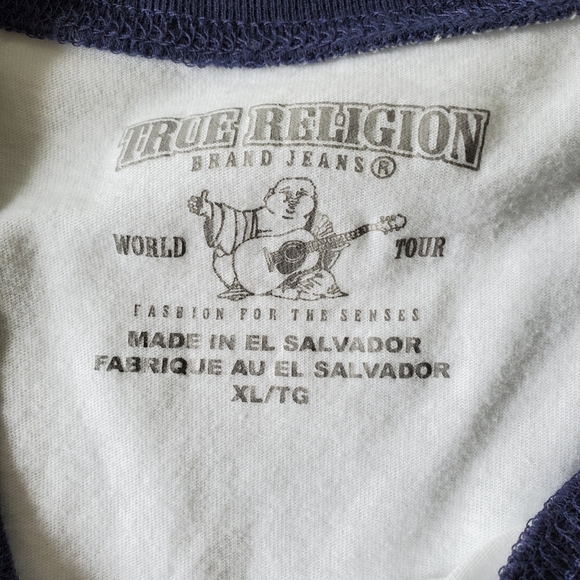 TRUE RELIGION
BRAND JEANS®
WORLD TOUR
FASHION FOR THE SENSES
MADE IN EL SALVADOR
FABRIQUE AU EL SALVADOR
XL/TG